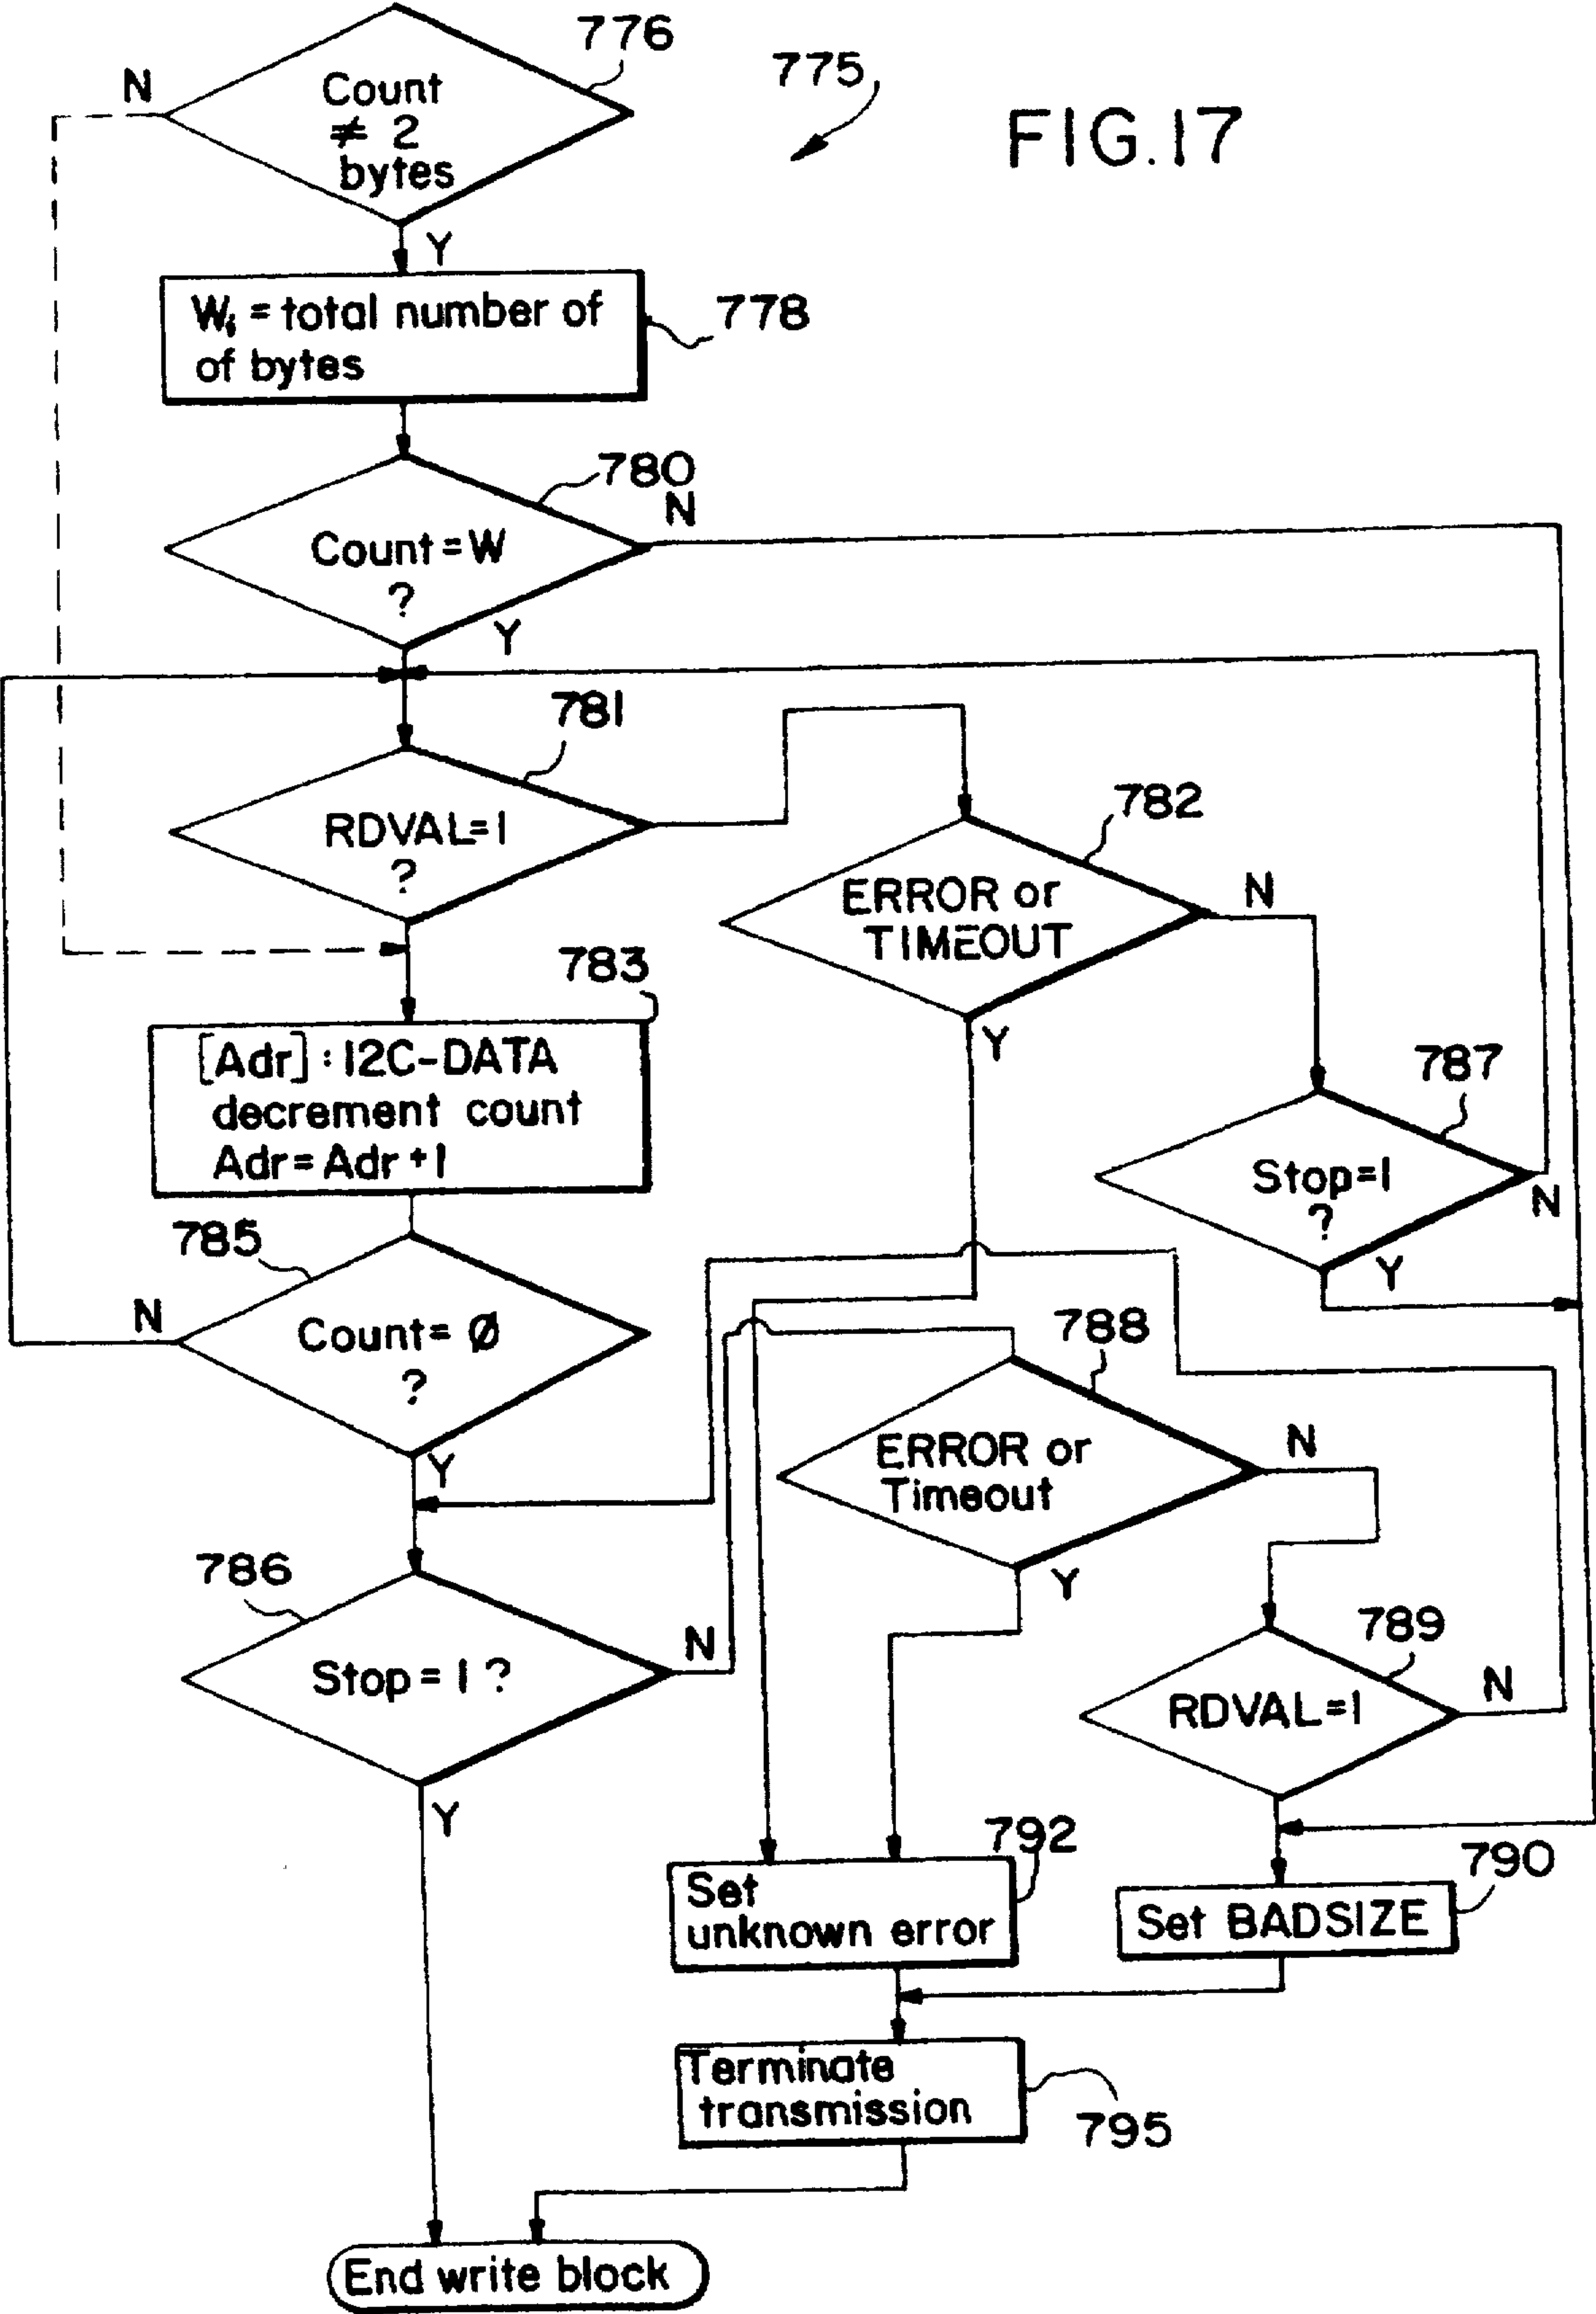 776
775
FIG.17
N
Count
≠ 2
bytes
Y
Wi = total number of
of bytes
778
780
N
Count = W
?
Y
781
RDVAL=1
?
782
ERROR or
TIMEOUT
N
Y
783
[Adr] : I2C-DATA
decrement count
Adr = Adr +1
787
Stop=1
?
N
Y
785
N
Count= Ø
?
Y
788
ERROR or
Timeout
N
Y
786
Stop = 1 ?
N
Y
789
RDVAL=1
N
792
Set
unknown error
790
Set BADSIZE
Terminate
transmission
795
End write block